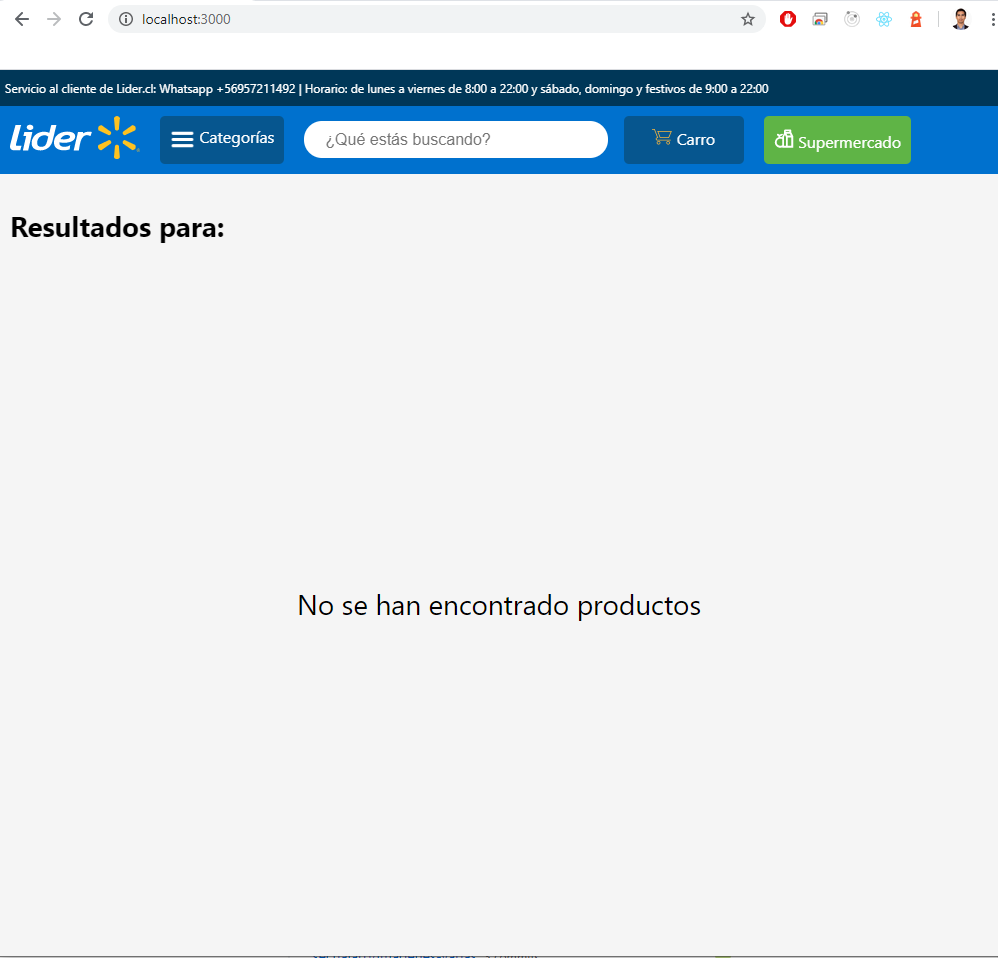 localhost:3000
Servicio al cliente de Lider.cl: Whatsapp +56957211492 | Horario: de lunes a viernes de 8:00 a 22:00 y sábado, domingo y festivos de 9:00 a 22:00
lider Categorías ¿Qué estás buscando? Carro Supermercado
Resultados para:
No se han encontrado productos